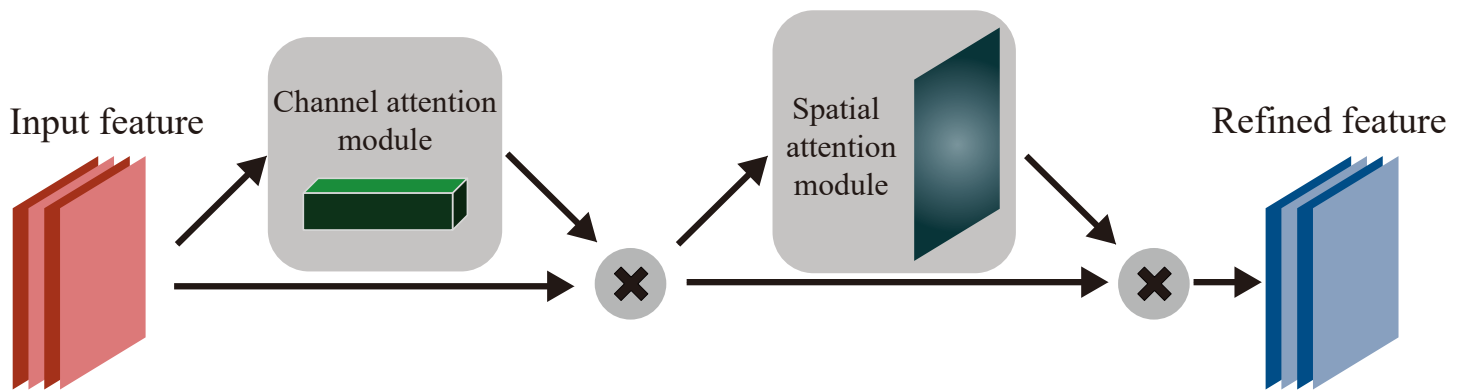 Input feature
Channel attention
module
Spatial
attention
module
Refined feature